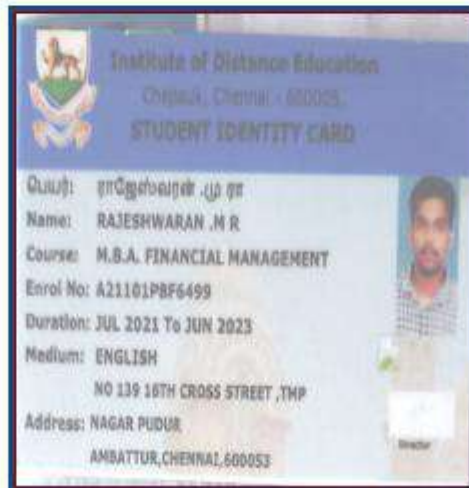 Institute of Distance Education
Chepauk, Chennai - 600005.
STUDENT IDENTITY CARD
பெயர்: ராஜேஸ்வரன் .மு ரா
Name: RAJESHWARAN .M R
Course: M.B.A. FINANCIAL MANAGEMENT
Enrol No: A21101PBF6499
Duration: JUL 2021 To JUN 2023
Medium: ENGLISH
NO 139 16TH CROSS STREET ,THP
Address: NAGAR PUDUR
AMBATTUR,CHENNAI,600053
Director